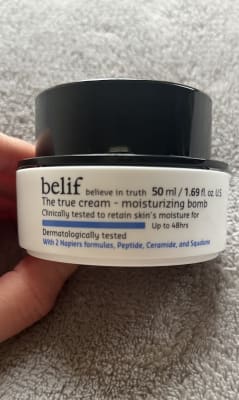 belif believe in truth 50 ml / 1.69 fl. oz. U.S
The true cream - moisturizing bomb
Clinically tested to retain skin's moisture for
Up to 48hrs
Dermatologically tested
With 2 Napiers formulas, Peptide, Ceramide, and Squalane